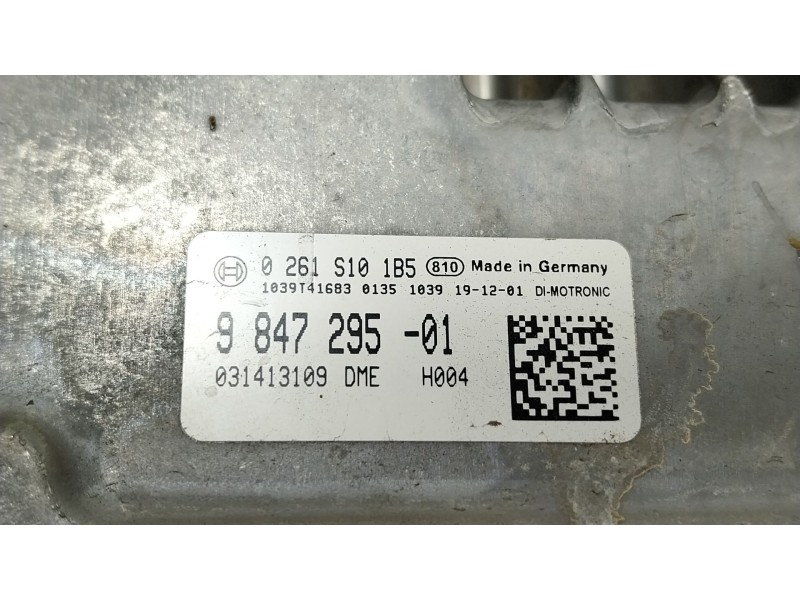 0 261 S10 1B5 810 Made in Germany
1039T41683 0135 1039 19-12-01 DI-MOTRONIC
9 847 295 -01
031413109 DME H004